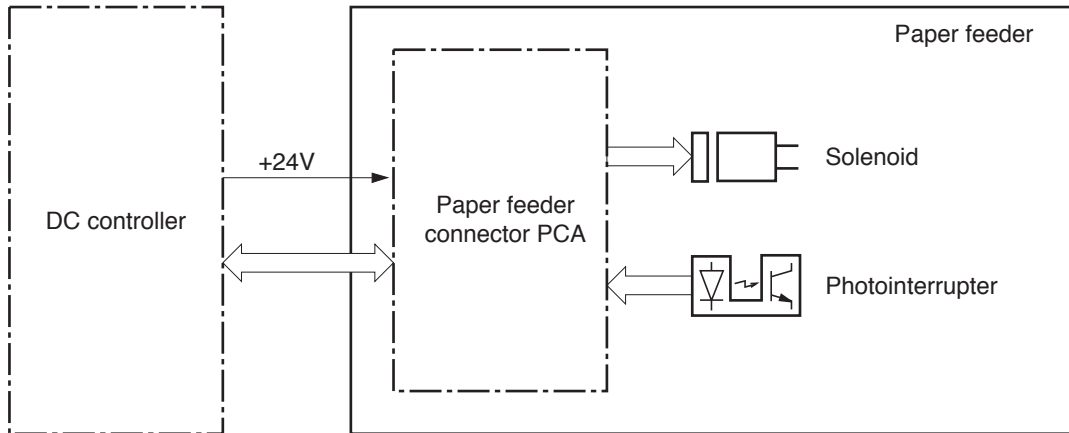 Paper feeder
+24V
DC controller
Paper feeder
connector PCA
Solenoid
Photointerrupter